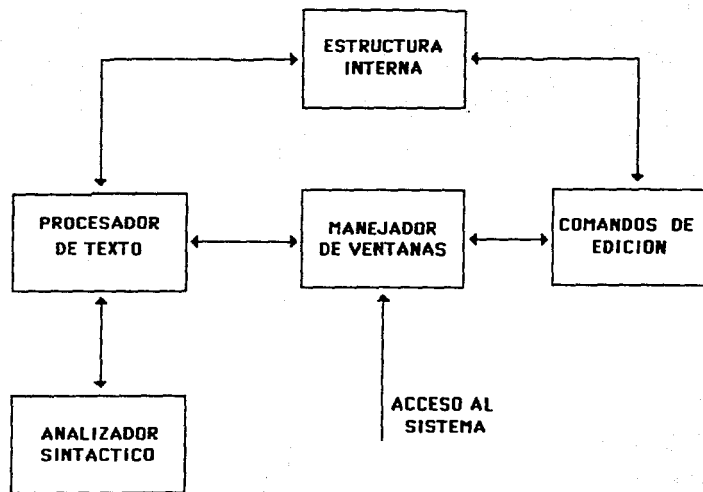 ESTRUCTURA
INTERNA
PROCESADOR
DE TEXTO
MANEJADOR
DE VENTANAS
COMANDOS DE
EDICION
ANALIZADOR
SINTACTICO
ACCESO AL
SISTEMA